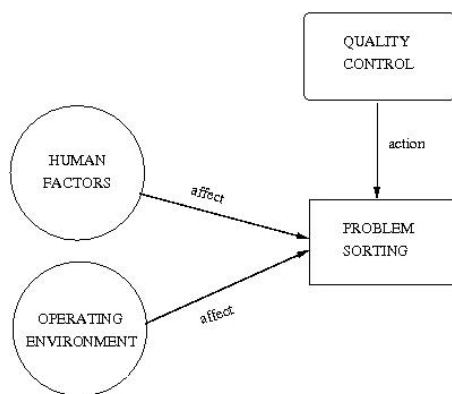 QUALITY
CONTROL
action
HUMAN
FACTORS
affect
PROBLEM
SORTING
OPERATING
ENVIRONMENT
affect